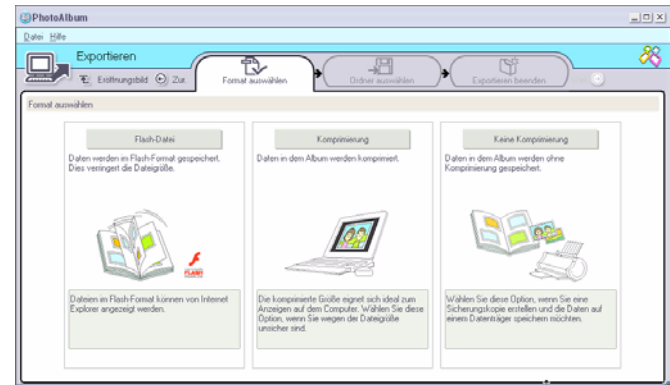 PhotoAlbum
Datei Hilfe
Exportieren
Eröffnungsbild Zur.
Format auswählen
Ordner auswählen
Exportieren beenden
Format auswählen
Flash-Datei
Daten werden im Flash-Format gespeichert.
Dies verringert die Dateigröße.
FLASH
Dateien im Flash-Format können von Internet
Explorer angezeigt werden.
Komprimierung
Daten in dem Album werden komprimiert.
Die komprimierte Größe eignet sich ideal zum
Anzeigen auf dem Computer. Wählen Sie diese
Option, wenn Sie wegen der Dateigröße
unsicher sind.
Keine Komprimierung
Daten in dem Album werden ohne
Komprimierung gespeichert.
Wählen Sie diese Option, wenn Sie eine
Sicherungskopie erstellen und die Daten auf
einem Datenträger speichern möchten.